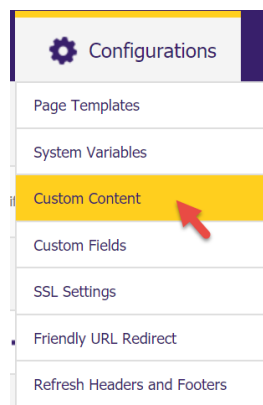 Configurations
Page Templates
System Variables
Custom Content
Custom Fields
SSL Settings
Friendly URL Redirect
Refresh Headers and Footers